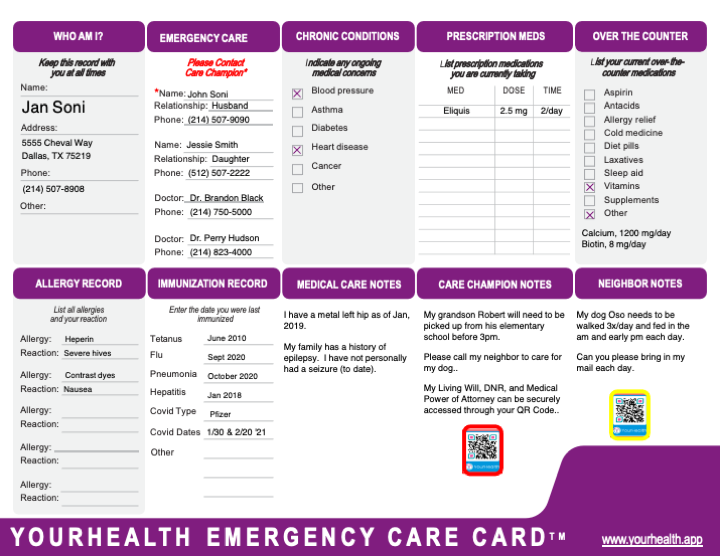 WHO AM I?
Keep this record with
you at all times
Name:
Jan Soni
Address:
5555 Cheval Way
Dallas, TX 75219
Phone:
(214) 507-8908
Other:
EMERGENCY CARE
Please Contact
Care Champion*
*Name: John Soni
Relationship: Husband
Phone: (214) 507-9090
Name: Jessie Smith
Relationship: Daughter
Phone: (512) 507-2222
Doctor: Dr. Brandon Black
Phone: (214) 750-5000
Doctor: Dr. Perry Hudson
Phone: (214) 823-4000
CHRONIC CONDITIONS
Indicate any ongoing
medical concerns
Blood pressure
Asthma
Diabetes
Heart disease
Cancer
Other
PRESCRIPTION MEDS
List prescription medications
you are currently taking
MED DOSE TIME
Eliquis 2.5 mg 2/day
OVER THE COUNTER
List your current over-the-
counter medications
Aspirin
Antacids
Allergy relief
Cold medicine
Diet pills
Laxatives
Sleep aid
Vitamins
Supplements
Other
Calcium, 1200 mg/day
Biotin, 8 mg/day
ALLERGY RECORD
List all allergies
and your reaction
Allergy: Heperin
Reaction: Severe hives
Allergy: Contrast dyes
Reaction: Nausea
Allergy:
Reaction:
Allergy:
Reaction:
Allergy:
Reaction:
IMMUNIZATION RECORD
Enter the date you were last
immunized
Tetanus June 2010
Flu Sept 2020
Pneumonia October 2020
Hepatitis Jan 2018
Covid Type Pfizer
Covid Dates 1/30 & 2/20 '21
Other
MEDICAL CARE NOTES
I have a metal left hip as of Jan,
2019.
My family has a history of
epilepsy. I have not personally
had a seizure (to date).
CARE CHAMPION NOTES
My grandson Robert will need to be
picked up from his elementary
school before 3pm.
Please call my neighbor to care for
my dog..
My Living Will, DNR, and Medical
Power of Attorney can be securely
accessed through your QR Code..
NEIGHBOR NOTES
My dog Oso needs to be
walked 3x/day and fed in the
am and early pm each day.
Can you please bring in my
mail each day.
YOURHEALTH EMERGENCY CARE CARD™
www.yourhealth.app